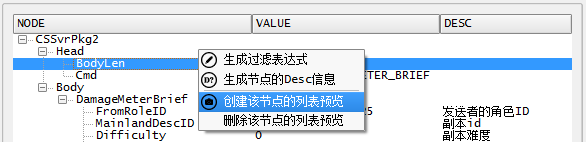 NODE VALUE DESC
CSSvrPkg2
Head
BodyLen
Cmd TER_BRIEF
Body
DamageMeterBrief
FromRoleID 5 发送者的角色ID
MainlandDescID 副本id
Difficulty 0 副本难度
生成过滤表达式
D? 生成节点的Desc信息
创建该节点的列表预览
删除该节点的列表预览